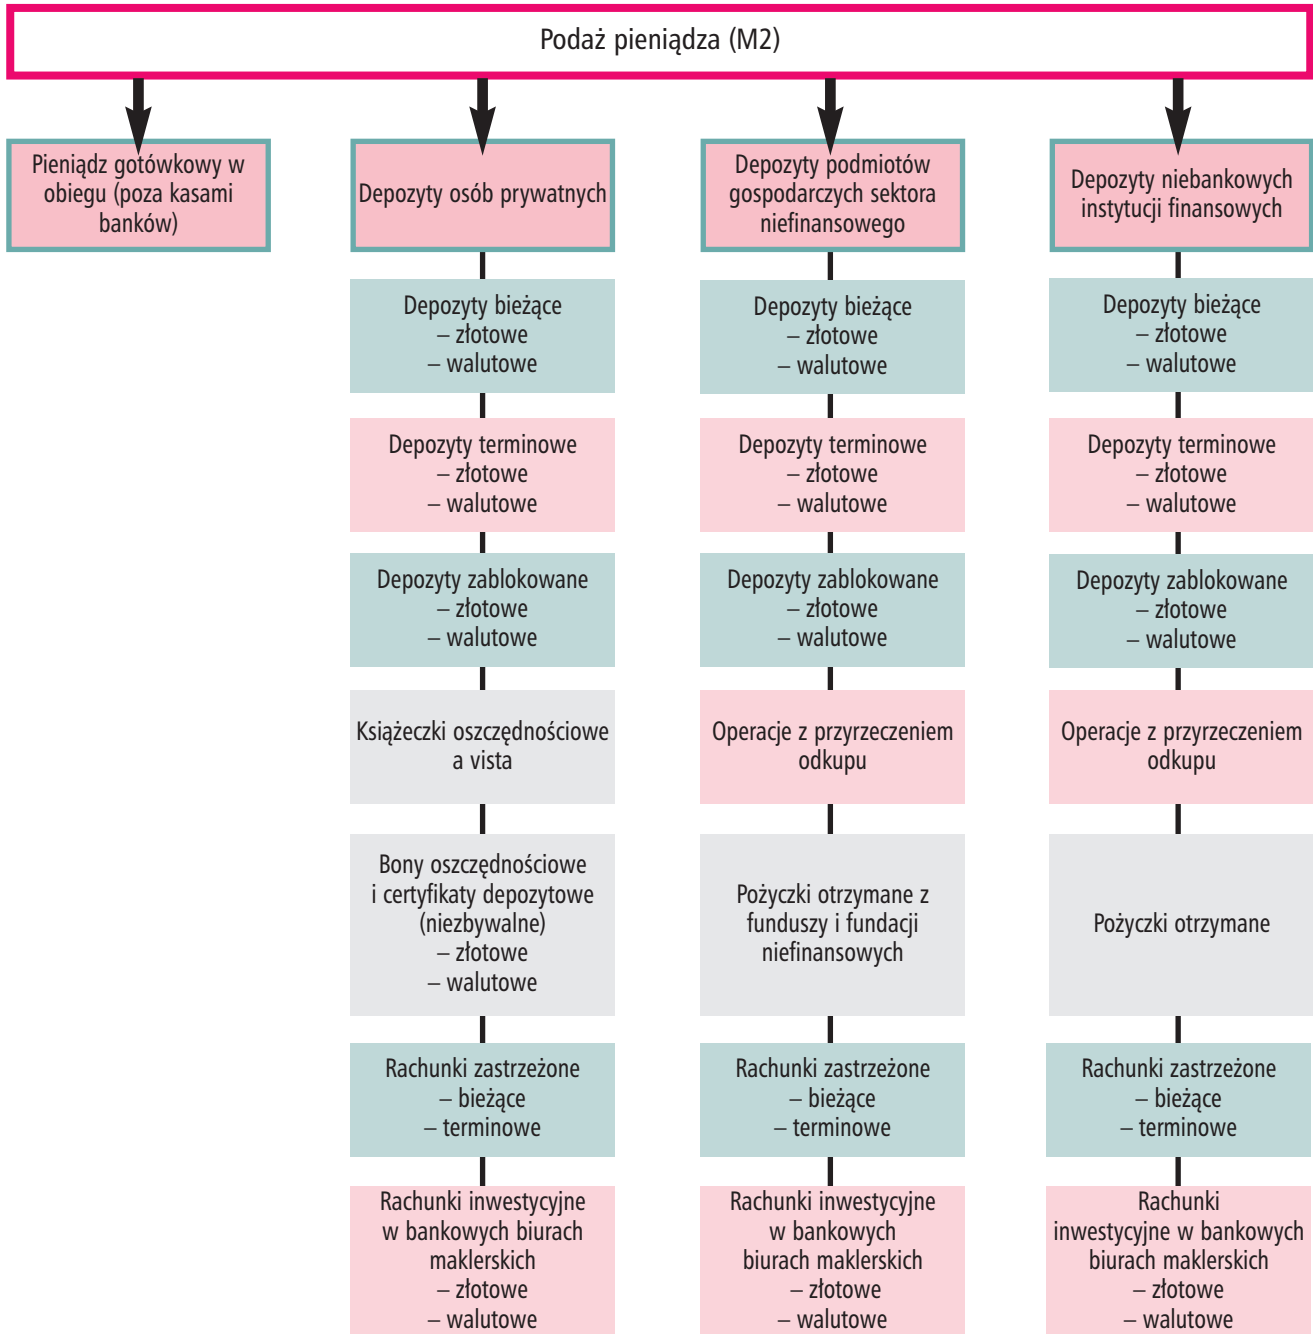 Podaż pieniądza (M2)
Pieniądz gotówkowy w
obiegu (poza kasami
banków)
Depozyty osób prywatnych
Depozyty podmiotów
gospodarczych sektora
niefinansowego
Depozyty niebankowych
instytucji finansowych
Depozyty bieżące
– złotowe
– walutowe
Depozyty bieżące
– złotowe
– walutowe
Depozyty bieżące
– złotowe
– walutowe
Depozyty terminowe
– złotowe
– walutowe
Depozyty terminowe
– złotowe
– walutowe
Depozyty terminowe
– złotowe
– walutowe
Depozyty zablokowane
– złotowe
– walutowe
Depozyty zablokowane
– złotowe
– walutowe
Depozyty zablokowane
– złotowe
– walutowe
Książeczki oszczędnościowe
a vista
Operacje z przyrzeczeniem
odkupu
Operacje z przyrzeczeniem
odkupu
Bony oszczędnościowe
i certyfikaty depozytowe
(niezbywalne)
– złotowe
– walutowe
Pożyczki otrzymane z
funduszy i fundacji
niefinansowych
Pożyczki otrzymane
Rachunki zastrzeżone
– bieżące
– terminowe
Rachunki zastrzeżone
– bieżące
– terminowe
Rachunki zastrzeżone
– bieżące
– terminowe
Rachunki inwestycyjne
w bankowych biurach
maklerskich
– złotowe
– walutowe
Rachunki inwestycyjne
w bankowych
biurach maklerskich
– złotowe
– walutowe
Rachunki
inwestycyjne w bankowych
biurach maklerskich
– złotowe
– walutowe